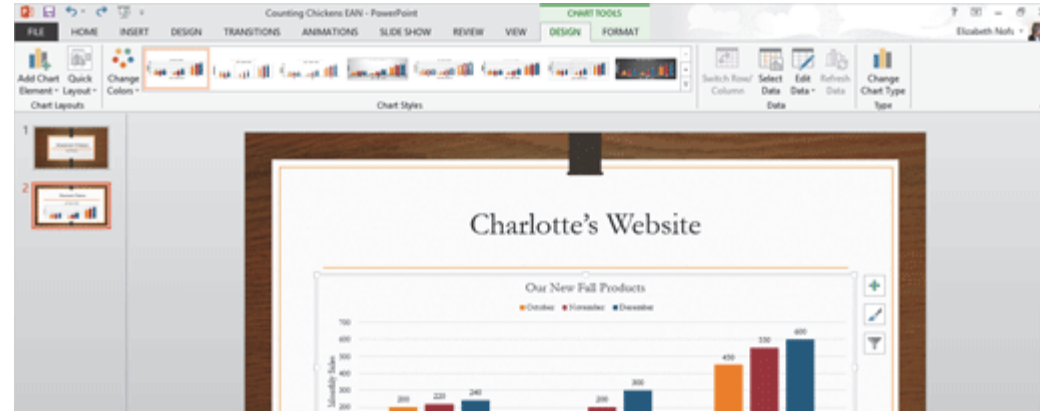 Counting Chickens EAN - PowerPoint
CHART TOOLS
?
FILE HOME INSERT DESIGN TRANSITIONS ANIMATIONS SLIDE SHOW REVIEW VIEW DESIGN FORMAT
Elizabeth Nofs
Add Chart Element
Quick Layout
Change Colors
Switch Row/ Column
Select Data
Edit Data
Refresh Data
Change Chart Type
Chart Layouts
Chart Styles
Data
Type
1
2
Charlotte's Website
Our New Fall Products
October November December
700
600
500
400
300
200
Monthly Sales
200 220 240
200 300
450 550 600